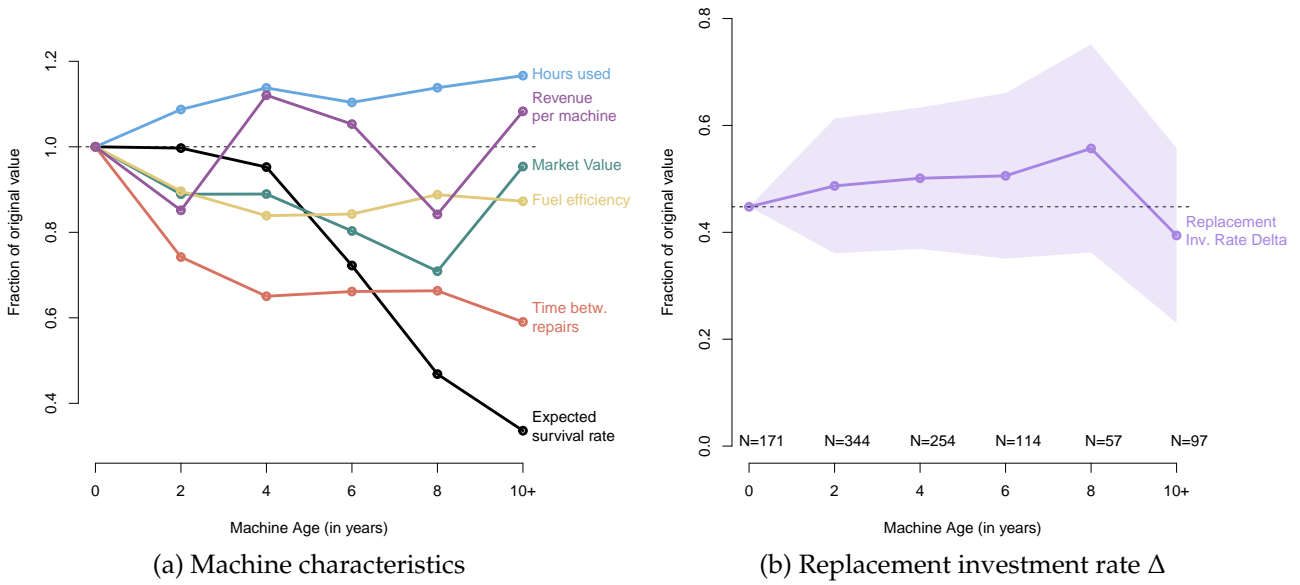 Fraction of original value
1.2
1.0
0.8
0.6
0.4
Hours used
Revenue
per machine
Market Value
Fuel efficiency
Time betw.
repairs
Expected
survival rate
0 2 4 6 8 10+
Machine Age (in years)
(a) Machine characteristics
Fraction of original value
0.8
0.6
0.4
0.2
0.0
Replacement
Inv. Rate Delta
N=171 N=344 N=254 N=114 N=57 N=97
0 2 4 6 8 10+
Machine Age (in years)
(b) Replacement investment rate Δ